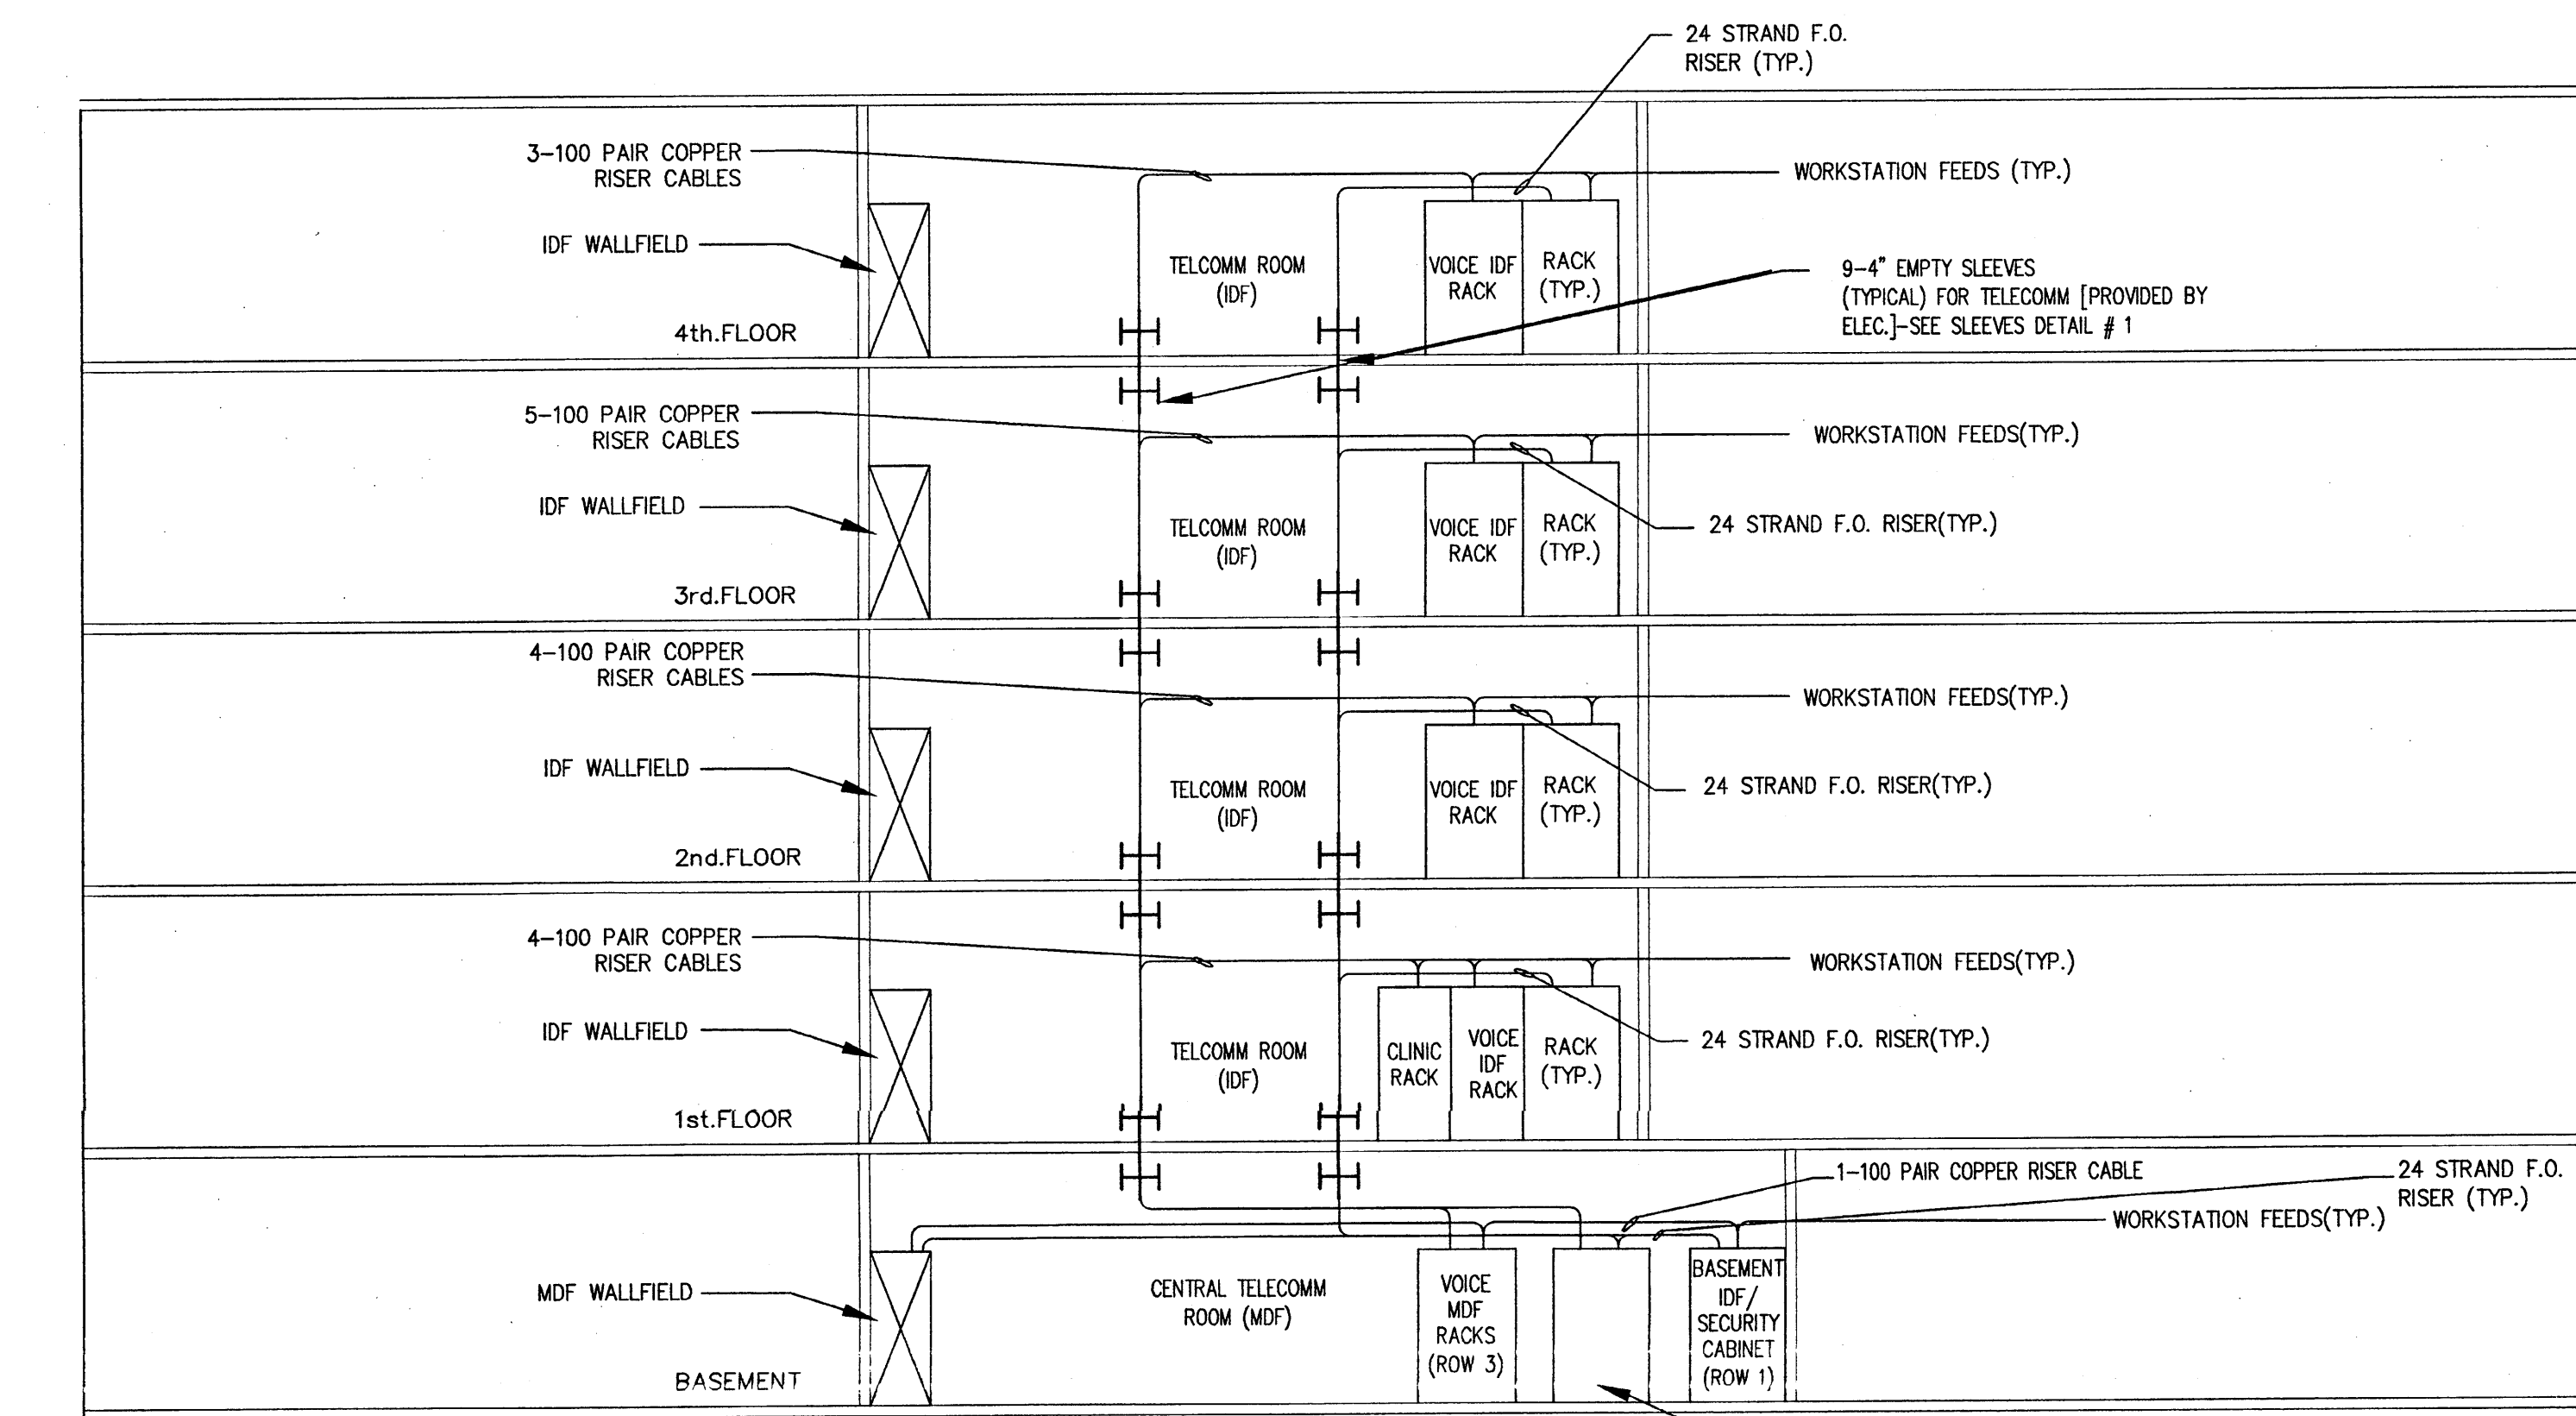 24 STRAND F.O.
RISER (TYP.)
3-100 PAIR COPPER
RISER CABLES
WORKSTATION FEEDS (TYP.)
IDF WALLFIELD
TELCOMM ROOM
(IDF)
VOICE IDF
RACK
RACK
(TYP.)
9-4" EMPTY SLEEVES
(TYPICAL) FOR TELECOMM [PROVIDED BY
ELEC.]-SEE SLEEVES DETAIL # 1
4th.FLOOR
5-100 PAIR COPPER
RISER CABLES
WORKSTATION FEEDS(TYP.)
IDF WALLFIELD
TELCOMM ROOM
(IDF)
VOICE IDF
RACK
RACK
(TYP.)
24 STRAND F.O. RISER(TYP.)
3rd.FLOOR
4-100 PAIR COPPER
RISER CABLES
WORKSTATION FEEDS(TYP.)
IDF WALLFIELD
TELCOMM ROOM
(IDF)
VOICE IDF
RACK
RACK
(TYP.)
24 STRAND F.O. RISER(TYP.)
2nd.FLOOR
4-100 PAIR COPPER
RISER CABLES
WORKSTATION FEEDS(TYP.)
IDF WALLFIELD
TELCOMM ROOM
(IDF)
CLINIC
RACK
VOICE
IDF
RACK
RACK
(TYP.)
24 STRAND F.O. RISER(TYP.)
1st.FLOOR
1-100 PAIR COPPER RISER CABLE
24 STRAND F.O.
RISER (TYP.)
WORKSTATION FEEDS(TYP.)
MDF WALLFIELD
CENTRAL TELECOMM
ROOM (MDF)
VOICE
MDF
RACKS
(ROW 3)
BASEMENT
IDF/
SECURITY
CABINET
(ROW 1)
BASEMENT